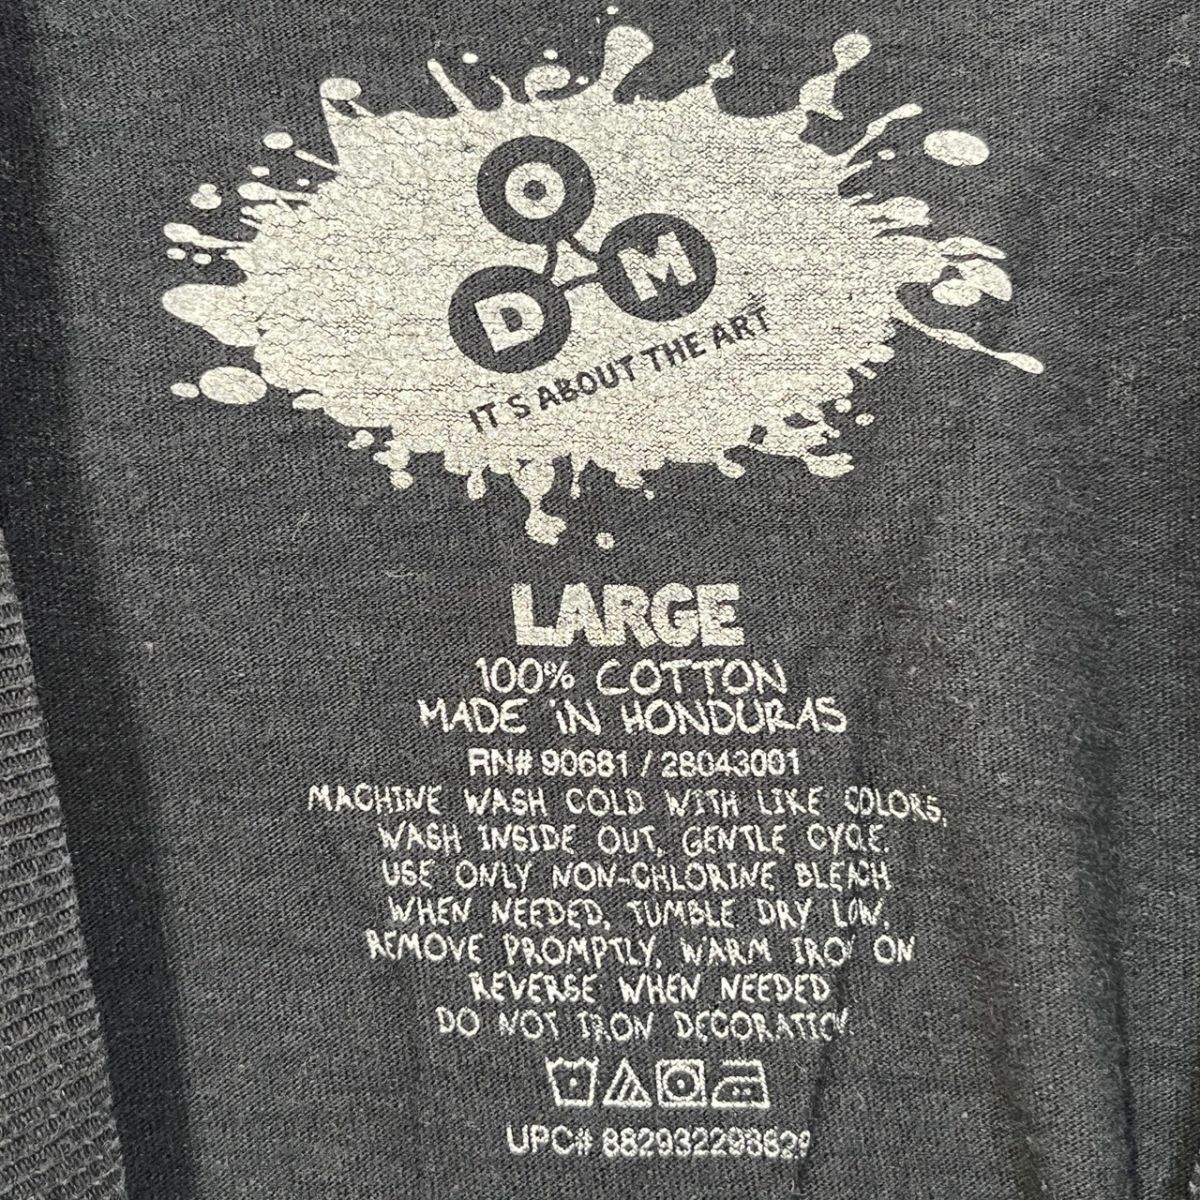 O
D M
IT'S ABOUT THE ART
LARGE
100% COTTON
MADE IN HONDURAS
RN# 90681 / 28043001
MACHINE WASH COLD WITH LIKE COLORS,
WASH INSIDE OUT, GENTLE CYCLE.
USE ONLY NON-CHLORINE BLEACH
WHEN NEEDED, TUMBLE DRY LOW,
REMOVE PROMPTLY, WARM IRON ON
REVERSE WHEN NEEDED
DO NOT IRON DECORATION
UPC#